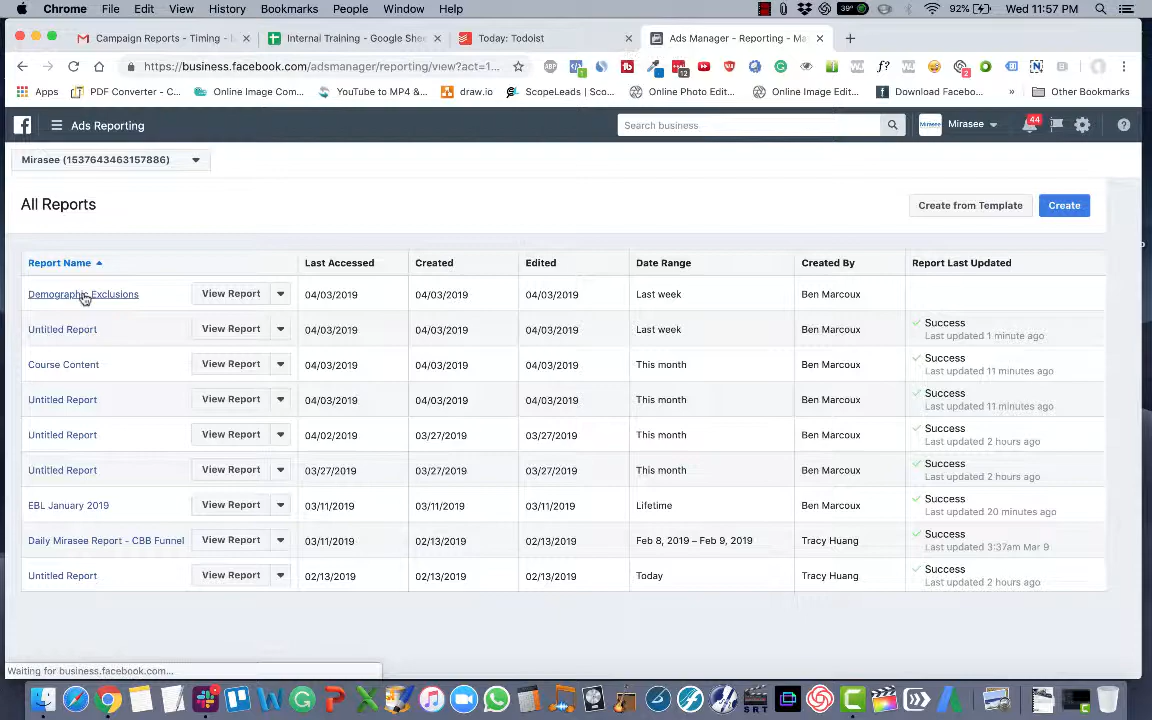 Chrome File Edit View History Bookmarks People Window Help 39° 92% Wed 11:57 PM
Campaign Reports - Timing - Internal Training - Google Shee Today: Todoist Ads Manager - Reporting - Ma
https://business.facebook.com/adsmanager/reporting/view?act=1...
Apps PDF Converter - C... Online Image Com... YouTube to MP4 &... draw.io ScopeLeads | Sco... Online Photo Edit... Online Image Edit... Download Facebo... » Other Bookmarks
Ads Reporting Search business Mirasee 44
Mirasee (1537643463157886)
All Reports Create from Template Create
Report Name Last Accessed Created Edited Date Range Created By Report Last Updated
Demographic Exclusions View Report 04/03/2019 04/03/2019 04/03/2019 Last week Ben Marcoux
Untitled Report View Report 04/03/2019 04/03/2019 04/03/2019 Last week Ben Marcoux Success
Last updated 1 minute ago
Course Content View Report 04/03/2019 04/03/2019 04/03/2019 This month Ben Marcoux Success
Last updated 11 minutes ago
Untitled Report View Report 04/03/2019 04/03/2019 04/03/2019 This month Ben Marcoux Success
Last updated 11 minutes ago
Untitled Report View Report 04/02/2019 03/27/2019 03/27/2019 This month Ben Marcoux Success
Last updated 2 hours ago
Untitled Report View Report 03/27/2019 03/27/2019 03/27/2019 This month Ben Marcoux Success
Last updated 2 hours ago
EBL January 2019 View Report 03/11/2019 03/11/2019 03/11/2019 Lifetime Ben Marcoux Success
Last updated 20 minutes ago
Daily Mirasee Report - CBB Funnel View Report 03/11/2019 02/13/2019 02/13/2019 Feb 8, 2019 – Feb 9, 2019 Tracy Huang Success
Last updated 3:37am Mar 9
Untitled Report View Report 02/13/2019 02/13/2019 02/13/2019 Today Tracy Huang Success
Last updated 2 hours ago
Waiting for business.facebook.com...